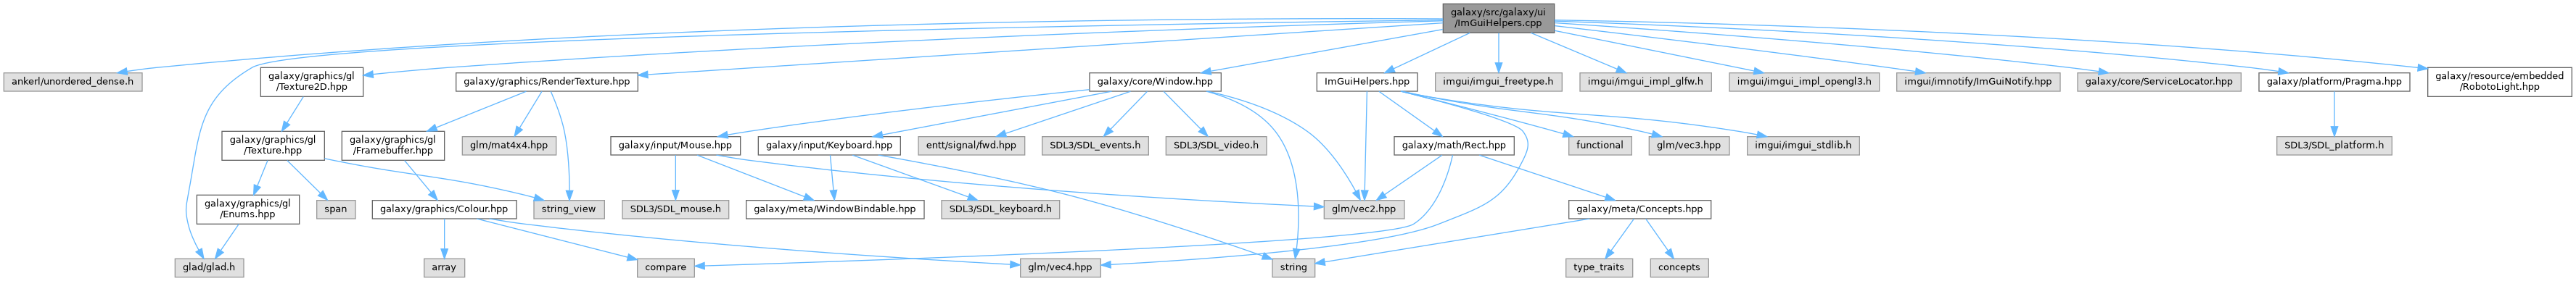 galaxy/src/galaxy/ui
/ImGuiHelpers.cpp
ankerl/unordered_dense.h
galaxy/graphics/gl
/Texture2D.hpp
galaxy/graphics/RenderTexture.hpp
galaxy/core/Window.hpp
ImGuiHelpers.hpp
imgui/imgui_freetype.h
imgui/imgui_impl_glfw.h
imgui/imgui_impl_opengl3.h
imgui/imnotify/ImGuiNotify.hpp
galaxy/core/ServiceLocator.hpp
galaxy/platform/Pragma.hpp
galaxy/resource/embedded
/RobotoLight.hpp
galaxy/graphics/gl
/Texture.hpp
galaxy/graphics/gl
/Framebuffer.hpp
glm/mat4x4.hpp
galaxy/input/Mouse.hpp
galaxy/input/Keyboard.hpp
entt/signal/fwd.hpp
SDL3/SDL_events.h
SDL3/SDL_video.h
galaxy/math/Rect.hpp
functional
glm/vec3.hpp
imgui/imgui_stdlib.h
SDL3/SDL_platform.h
galaxy/graphics/gl
/Enums.hpp
span
galaxy/graphics/Colour.hpp
string_view
SDL3/SDL_mouse.h
galaxy/meta/WindowBindable.hpp
SDL3/SDL_keyboard.h
glm/vec2.hpp
galaxy/meta/Concepts.hpp
glad/glad.h
array
compare
glm/vec4.hpp
string
type_traits
concepts